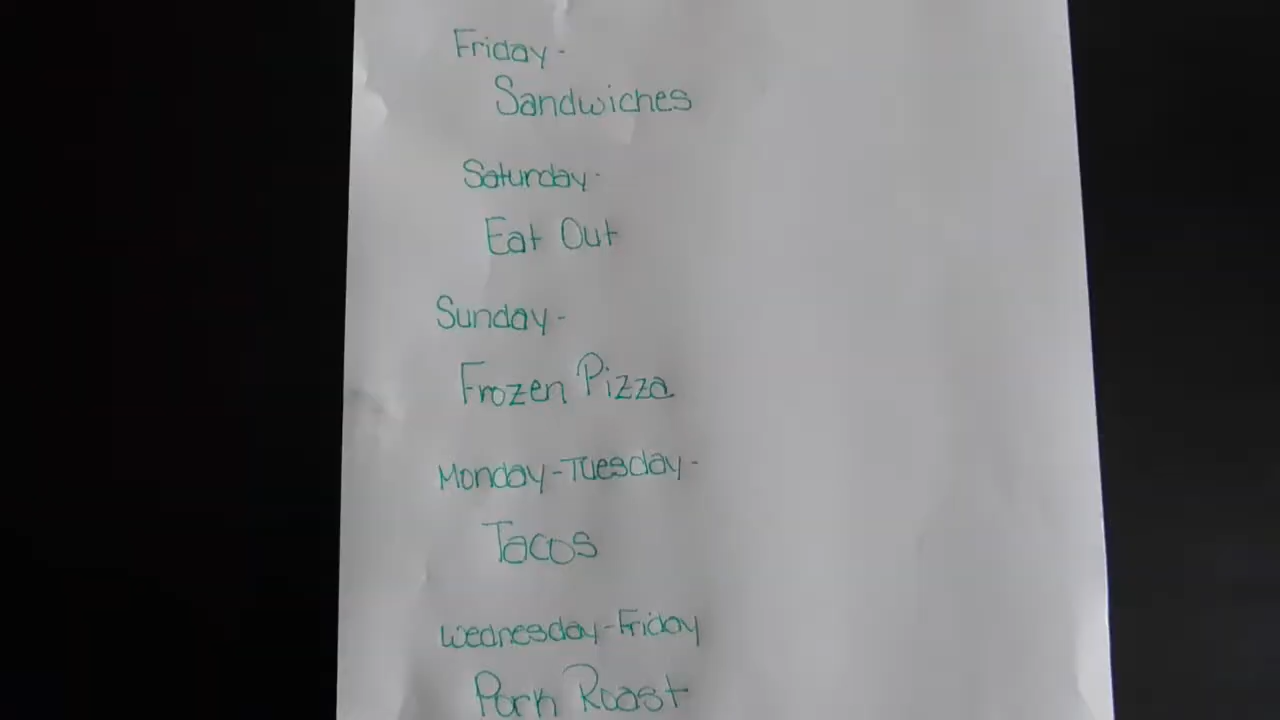 Friday-
Sandwiches
Saturday-
Eat Out
Sunday-
Frozen Pizza
Monday-Tuesday-
Tacos
Wednesday-Friday
Pork Roast